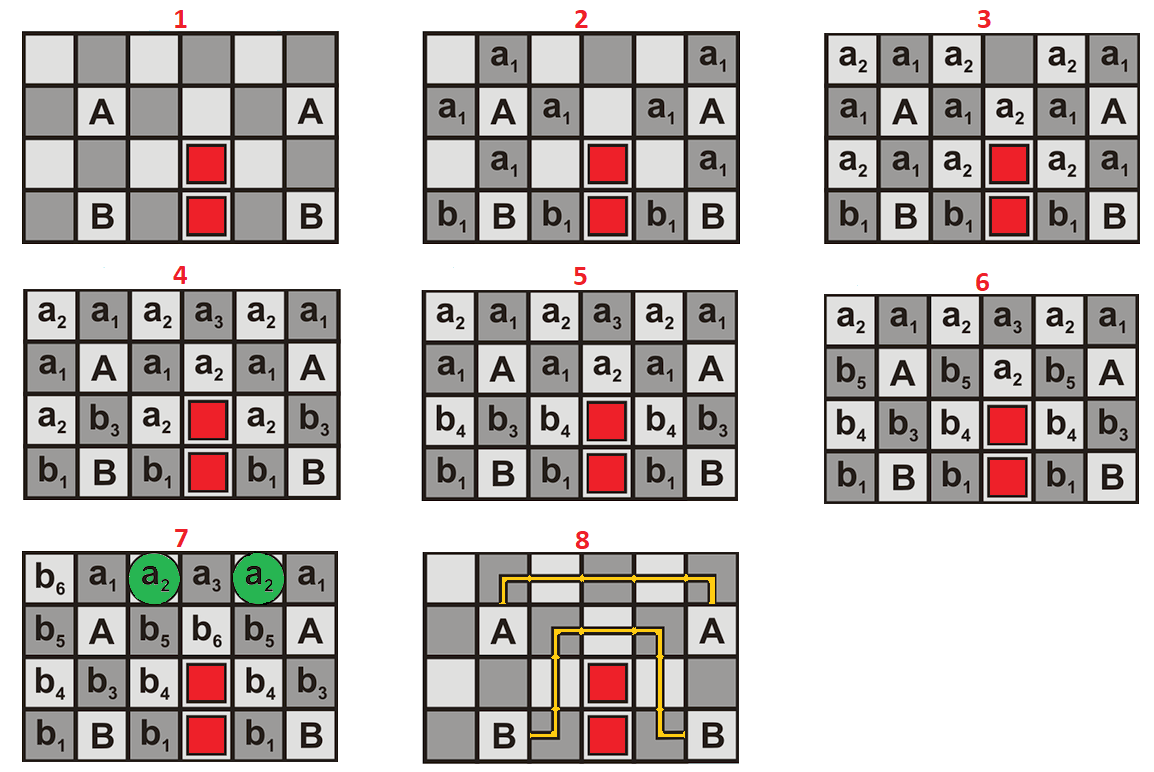 1
A A
B B
2
a₁ a₁
a₁ A a₁ a₁ A
a₁ a₁
b₁ B b₁ b₁ B
3
a₂ a₁ a₂ a₂ a₁
a₁ A a₁ a₂ a₁ A
a₂ a₁ a₂ a₂ a₁
b₁ B b₁ b₁ B
4
a₂ a₁ a₂ a₃ a₂ a₁
a₁ A a₁ a₂ a₁ A
a₂ b₃ a₂ a₂ b₃
b₁ B b₁ b₁ B
5
a₂ a₁ a₂ a₃ a₂ a₁
a₁ A a₁ a₂ a₁ A
b₄ b₃ b₄ b₄ b₃
b₁ B b₁ b₁ B
6
a₂ a₁ a₂ a₃ a₂ a₁
b₅ A b₅ a₂ b₅ A
b₄ b₃ b₄ b₄ b₃
b₁ B b₁ b₁ B
7
b₆ a₁ a₂ a₃ a₂ a₁
b₅ A b₅ b₆ b₅ A
b₄ b₃ b₄ b₄ b₃
b₁ B b₁ b₁ B
8
A A
B B